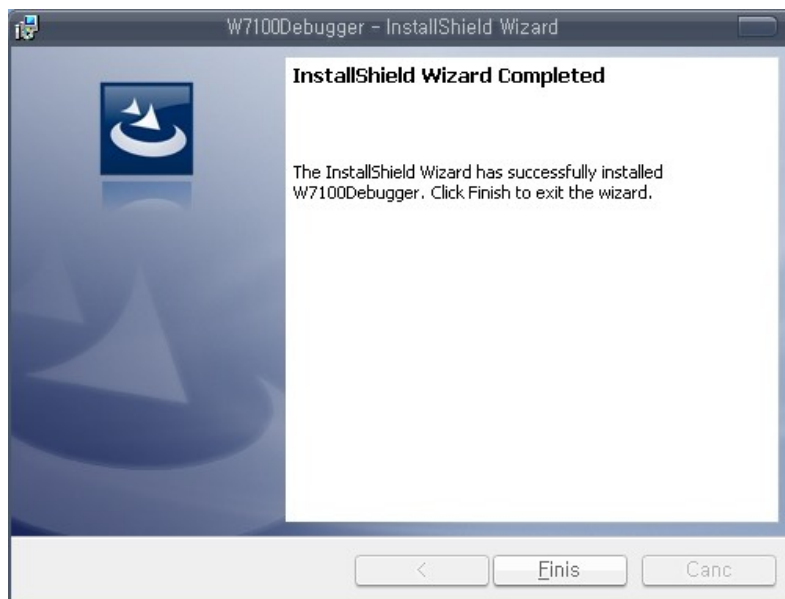 W7100Debugger - InstallShield Wizard
InstallShield Wizard Completed
The InstallShield Wizard has successfully installed
W7100Debugger. Click Finish to exit the wizard.
< Finis Canc